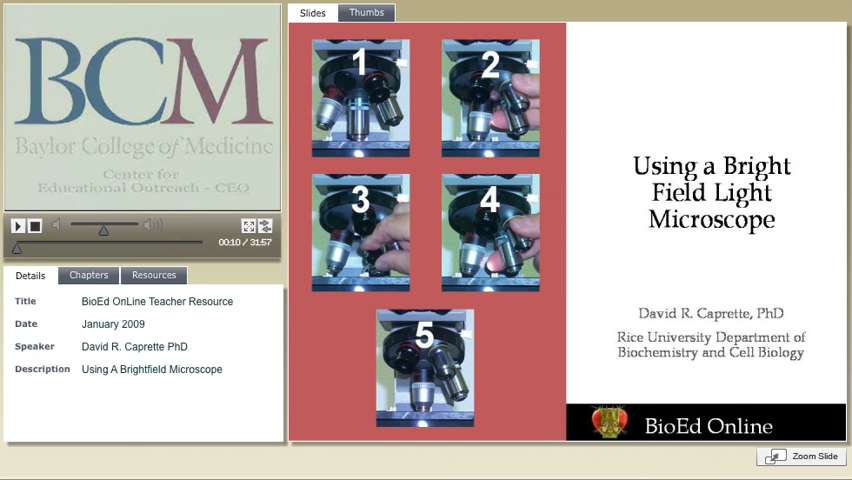 BCM
Baylor College of Medicine
Center for
Educational Outreach - CEO
00:10 / 31:57
Details
Chapters
Resources
Title BioEd OnLine Teacher Resource
Date January 2009
Speaker David R. Caprette PhD
Description Using A Brightfield Microscope
Slides
Thumbs
1
2
3
4
5
Using a Bright
Field Light
Microscope
David R. Caprette, PhD
Rice University Department of
Biochemistry and Cell Biology
BioEd Online
Zoom Slide